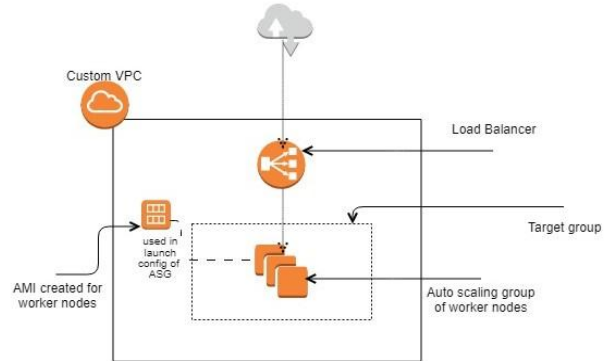 Custom VPC
Load Balancer
Target group
used in
launch
config of
ASG
AMI created for
worker nodes
Auto scaling group
of worker nodes